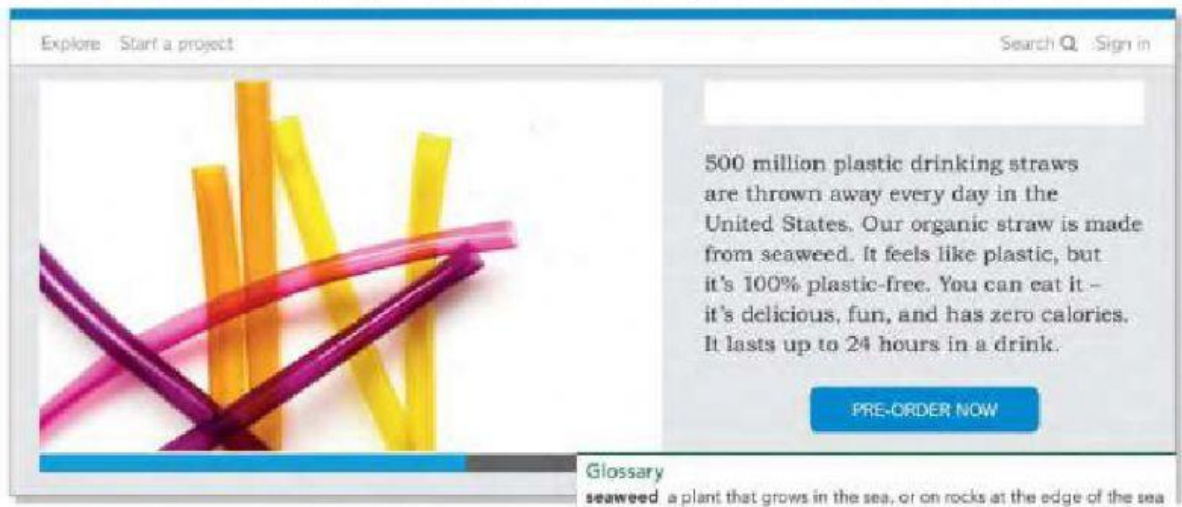 Explore Start a project
Search Sign in
500 million plastic drinking straws
are thrown away every day in the
United States. Our organic straw is made
from seaweed. It feels like plastic, but
it's 100% plastic-free. You can eat it –
it's delicious, fun, and has zero calories.
It lasts up to 24 hours in a drink.
PRE-ORDER NOW
Glossary
seaweed a plant that grows in the sea, or on rocks at the edge of the sea